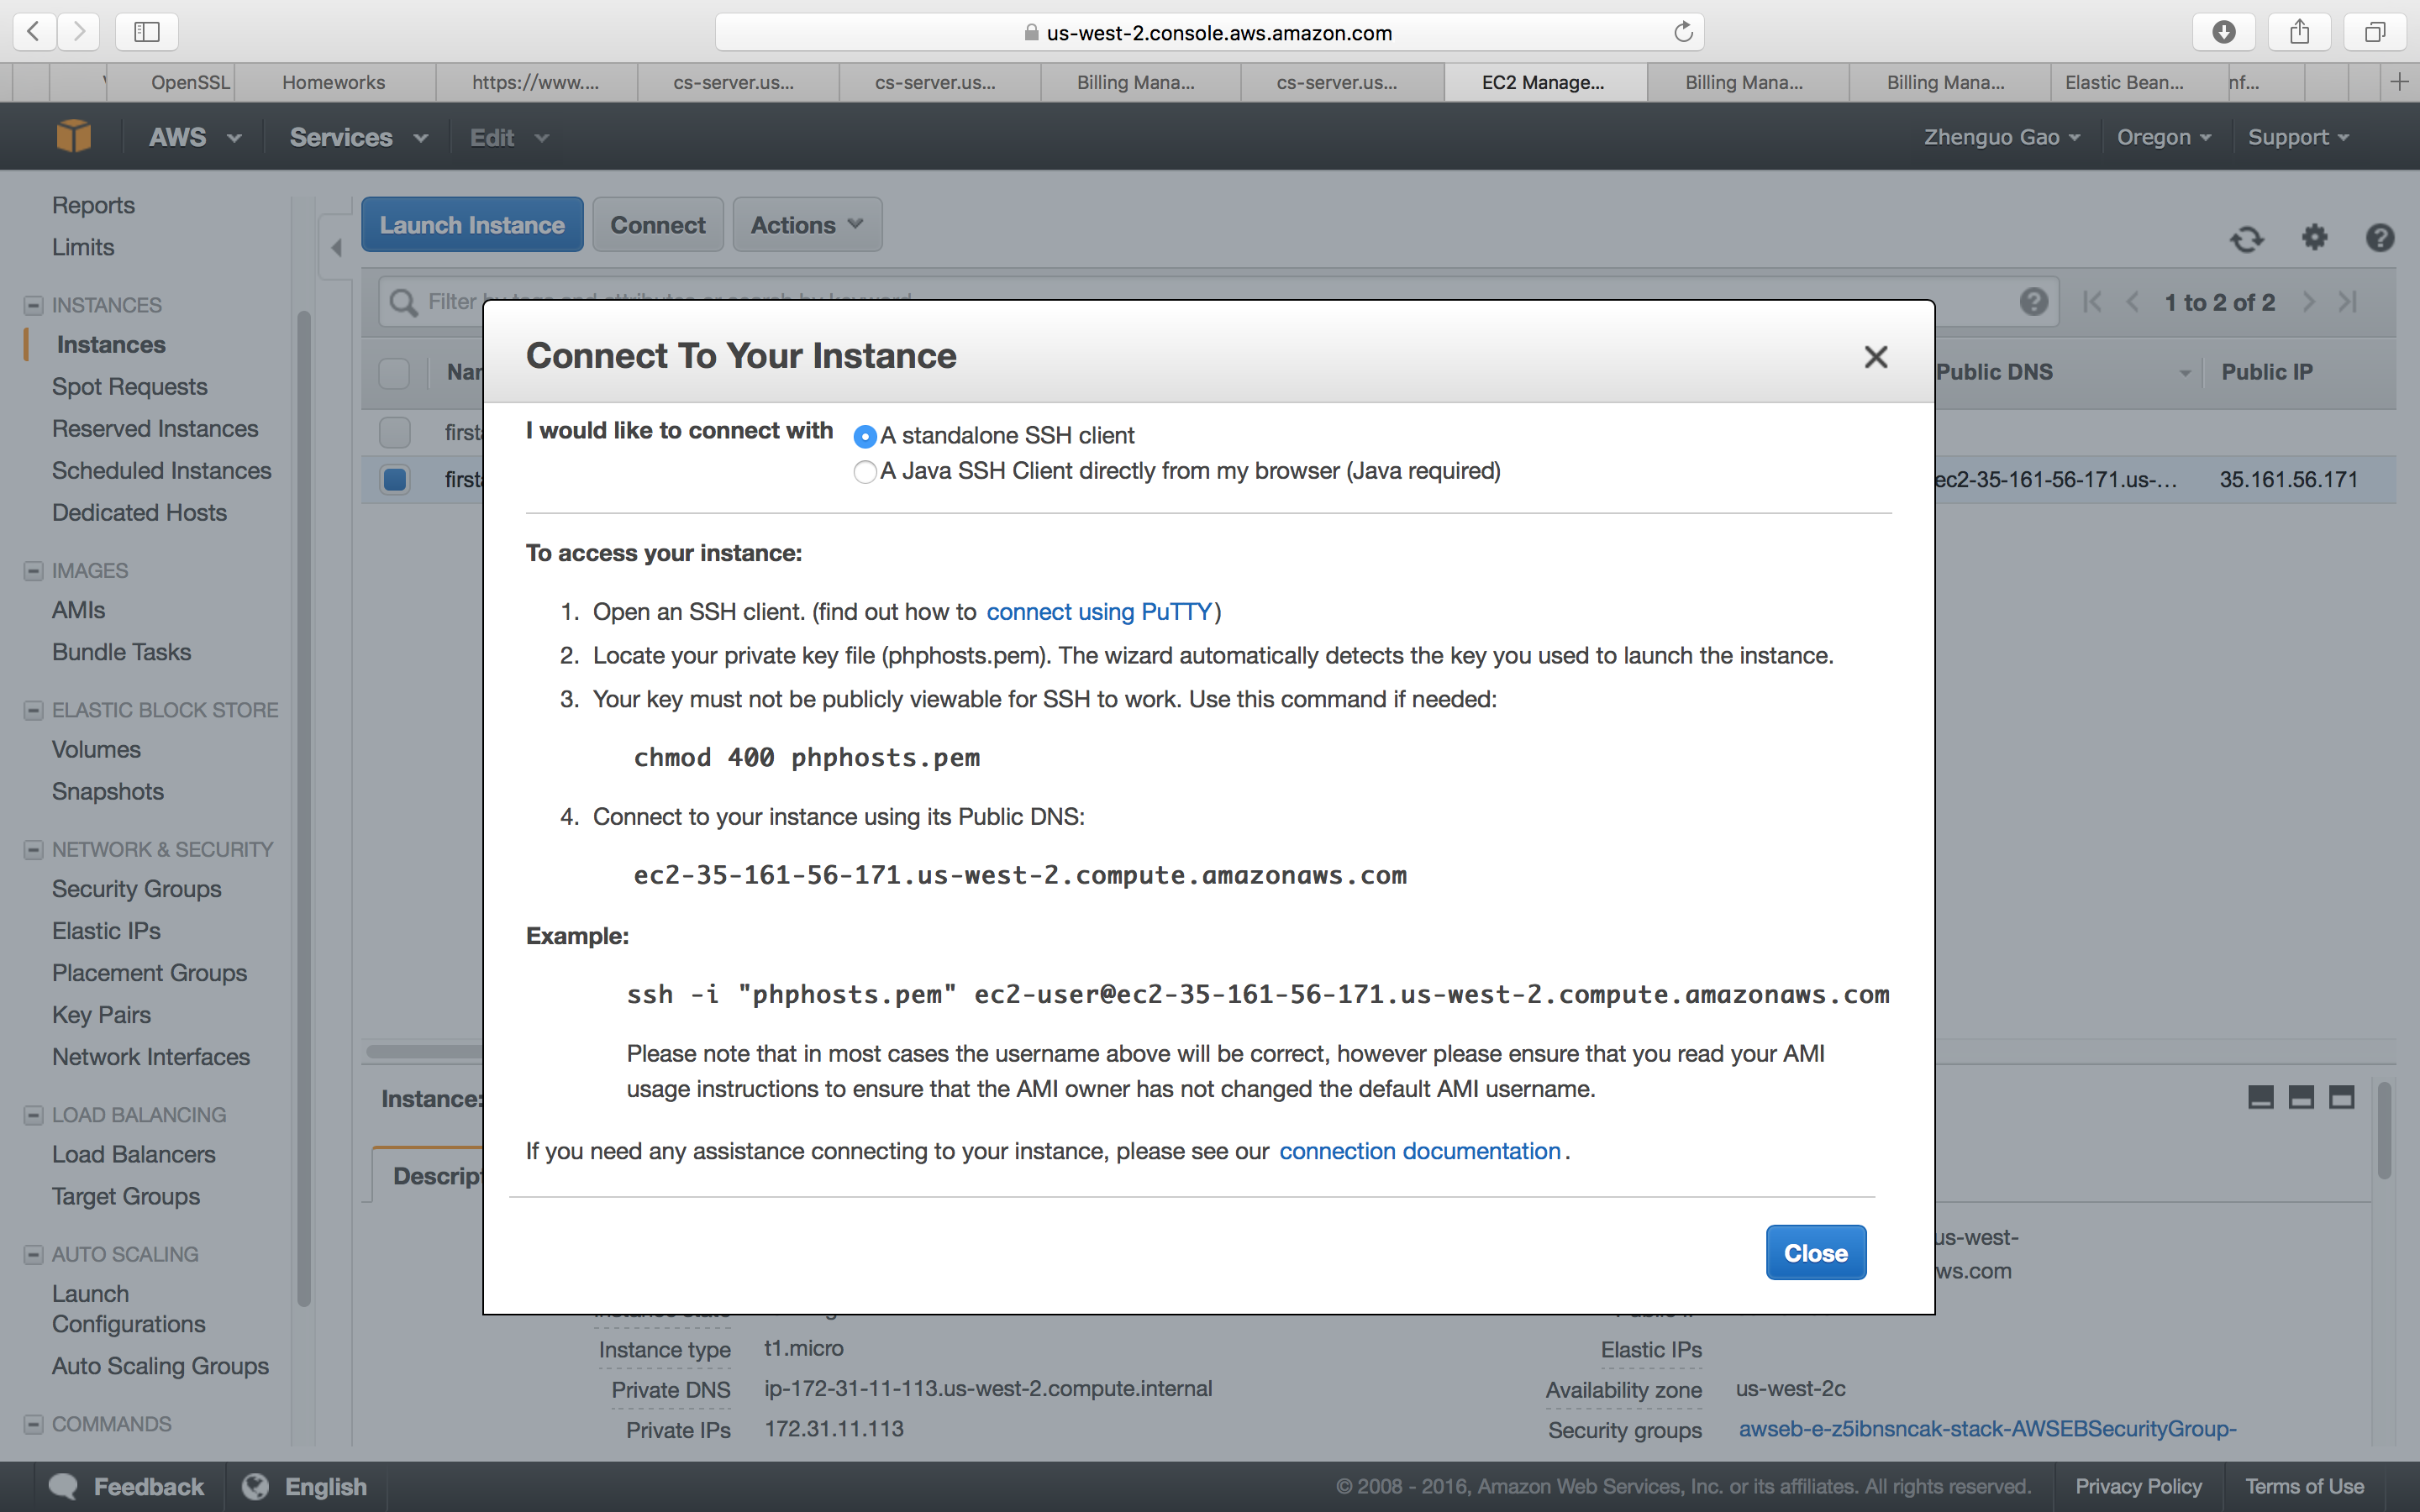 us-west-2.console.aws.amazon.com
OpenSSL
Homeworks
https://www....
cs-server.us...
cs-server.us...
Billing Mana...
cs-server.us...
EC2 Manage...
Billing Mana...
Billing Mana...
Elastic Bean...
nf...
AWS
Services
Edit
Zhenguo Gao
Oregon
Support
Reports
Limits
INSTANCES
Instances
Spot Requests
Reserved Instances
Scheduled Instances
Dedicated Hosts
IMAGES
AMIs
Bundle Tasks
ELASTIC BLOCK STORE
Volumes
Snapshots
NETWORK & SECURITY
Security Groups
Elastic IPs
Placement Groups
Key Pairs
Network Interfaces
LOAD BALANCING
Load Balancers
Target Groups
AUTO SCALING
Launch
Configurations
Auto Scaling Groups
COMMANDS
Launch Instance
Connect
Actions
Filter by tags and attributes or search by keyword
1 to 2 of 2
Nar
Public DNS
Public IP
first
first
ec2-35-161-56-171.us-...
35.161.56.171
Connect To Your Instance
I would like to connect with
A standalone SSH client
A Java SSH Client directly from my browser (Java required)
To access your instance:
1. Open an SSH client. (find out how to connect using PuTTY)
2. Locate your private key file (phphosts.pem). The wizard automatically detects the key you used to launch the instance.
3. Your key must not be publicly viewable for SSH to work. Use this command if needed:
chmod 400 phphosts.pem
4. Connect to your instance using its Public DNS:
ec2-35-161-56-171.us-west-2.compute.amazonaws.com
Example:
ssh -i "phphosts.pem" ec2-user@ec2-35-161-56-171.us-west-2.compute.amazonaws.com
Please note that in most cases the username above will be correct, however please ensure that you read your AMI
usage instructions to ensure that the AMI owner has not changed the default AMI username.
If you need any assistance connecting to your instance, please see our connection documentation.
Close
Instance:
Descript
us-west-
ws.com
Instance type
t1.micro
Elastic IPs
Private DNS
ip-172-31-11-113.us-west-2.compute.internal
Availability zone
us-west-2c
Private IPs
172.31.11.113
Security groups
awseb-e-z5ibnsncak-stack-AWSEBSecurityGroup-
Feedback
English
© 2008 - 2016, Amazon Web Services, Inc. or its affiliates. All rights reserved.
Privacy Policy
Terms of Use